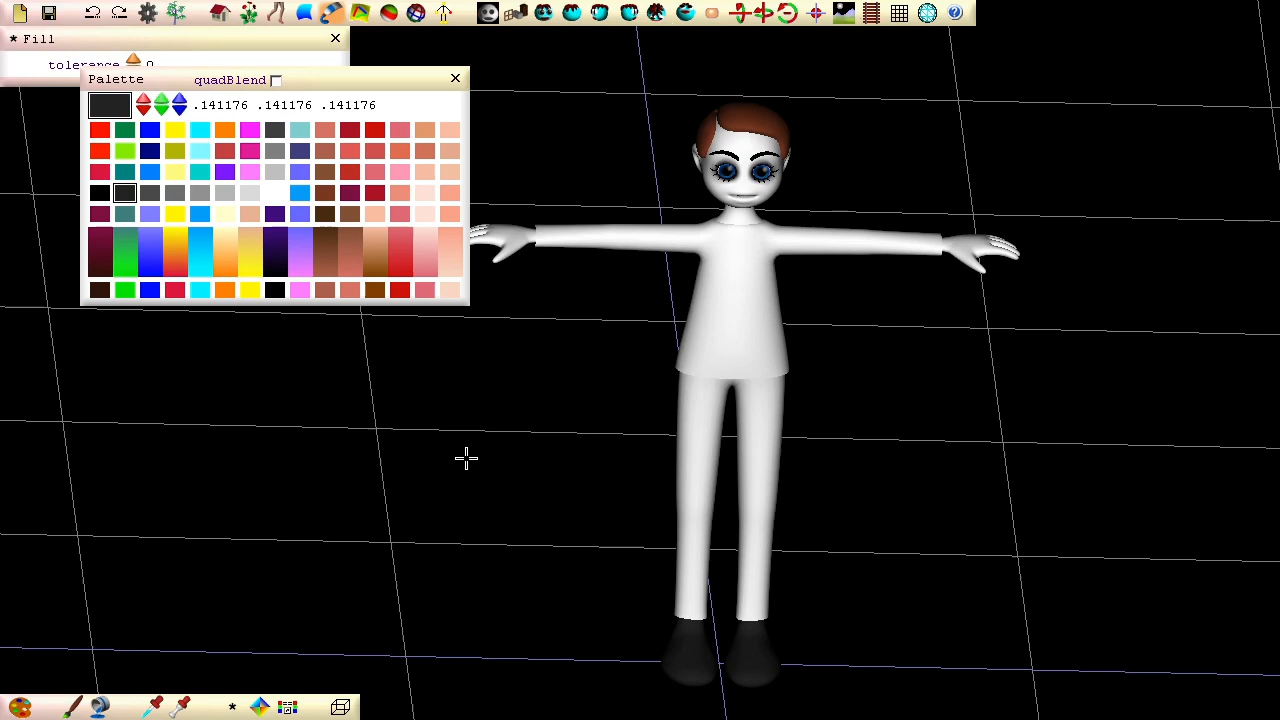 * Fill
tolerance 0
Palette quadBlend
.141176 .141176 .141176
*